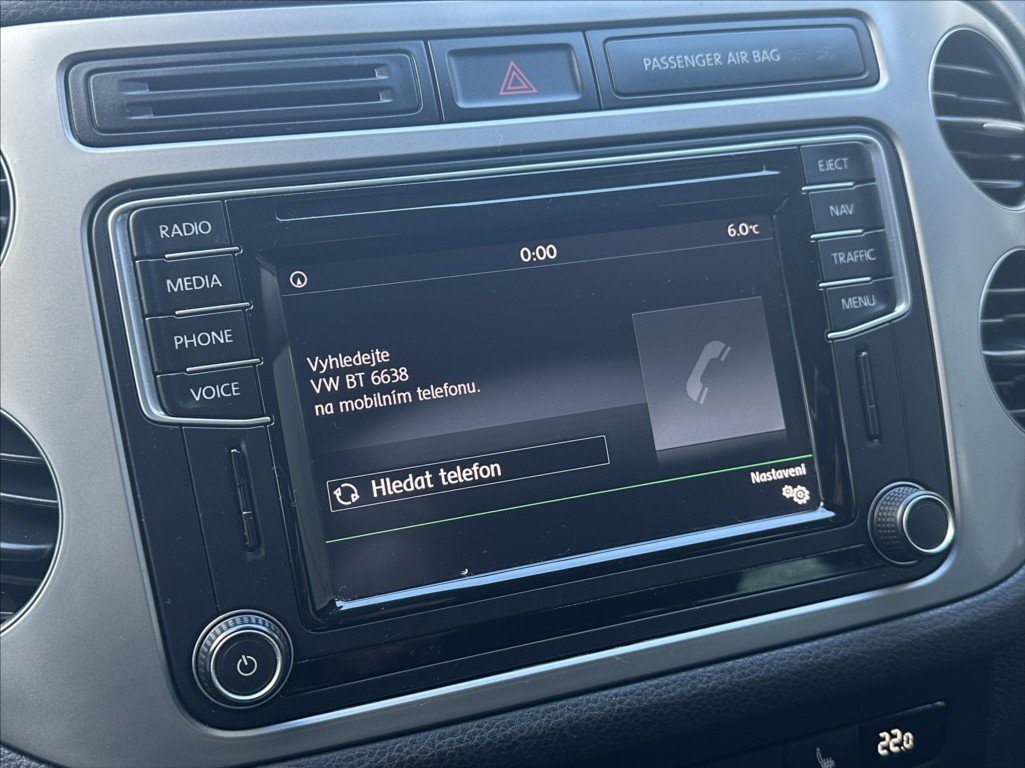 PASSENGER AIR BAG OFF
EJECT
RADIO
NAV
MEDIA
TRAFFIC
PHONE
MENU
VOICE
0:00
6.0°C
Vyhledejte
VW BT 6638
na mobilním telefonu.
Hledat telefon
Nastavení
22.0